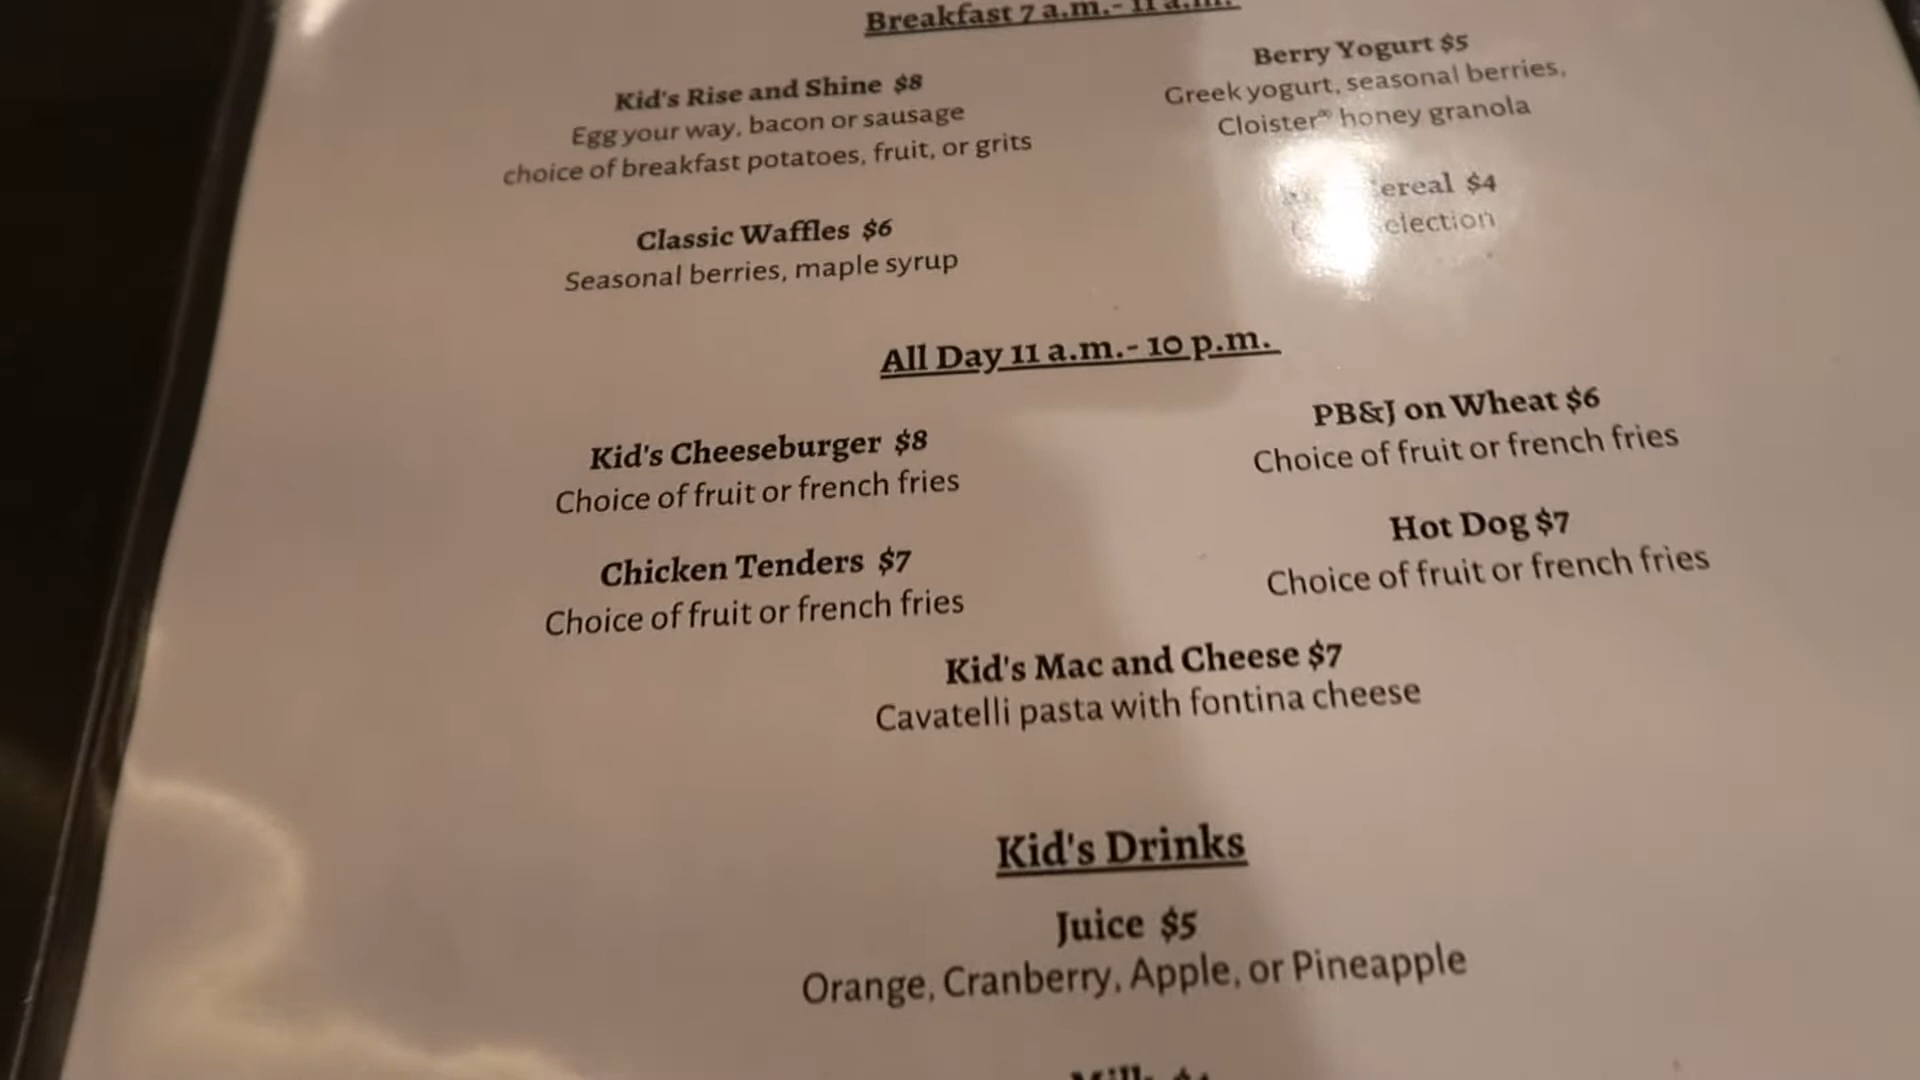 Breakfast 7 a.m.- 11 a.m.
Kid's Rise and Shine $8
Egg your way, bacon or sausage
choice of breakfast potatoes, fruit, or grits
Berry Yogurt $5
Greek yogurt, seasonal berries,
Cloister® honey granola
Classic Waffles $6
Seasonal berries, maple syrup
$4
All Day 11 a.m.- 10 p.m.
Kid's Cheeseburger $8
Choice of fruit or french fries
PB&J on Wheat $6
Choice of fruit or french fries
Chicken Tenders $7
Choice of fruit or french fries
Hot Dog $7
Choice of fruit or french fries
Kid's Mac and Cheese $7
Cavatelli pasta with fontina cheese
Kid's Drinks
Juice $5
Orange, Cranberry, Apple, or Pineapple